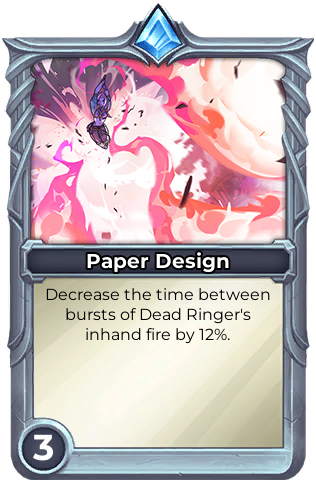 Paper Design
Decrease the time between
bursts of Dead Ringer's
inhand fire by 12%.
3